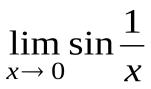 lim sin 1/x
x→0